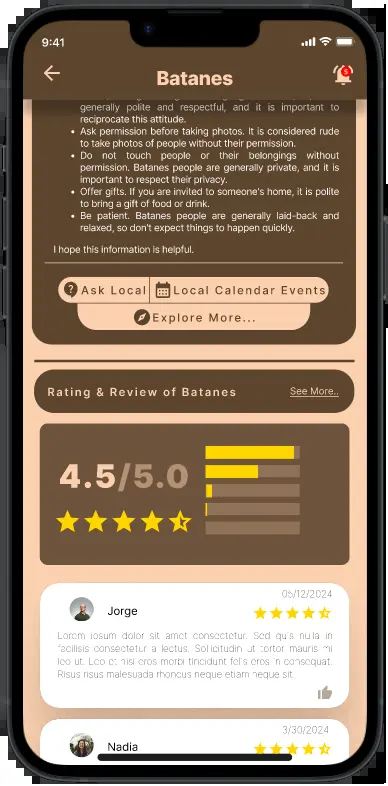 9:41
Batanes
5
generally polite and respectful, and it is important to
reciprocate this attitude.
• Ask permission before taking photos. It is considered rude
to take photos of people without their permission.
• Do not touch people or their belongings without
permission. Batanes people are generally private, and it is
important to respect their privacy.
• Offer gifts. If you are invited to someone's home, it is polite
to bring a gift of food or drink.
• Be patient. Batanes people are generally laid-back and
relaxed, so don't expect things to happen quickly.
I hope this information is helpful.
Ask Local
Local Calendar Events
Explore More...
Rating & Review of Batanes
See More..
4.5/5.0
05/12/2024
Jorge
Lorem ipsum dolor sit amet consectetur. Sed quis nulla in
facilisis consectetur a lectus. Sollicitudin ut tortor mauris mi
leo ut. Leo et nisi eros morbi tincidunt felis eros in consequat.
Risus risus malesuada rhoncus neque etiam neque sit.
3/30/2024
Nadia